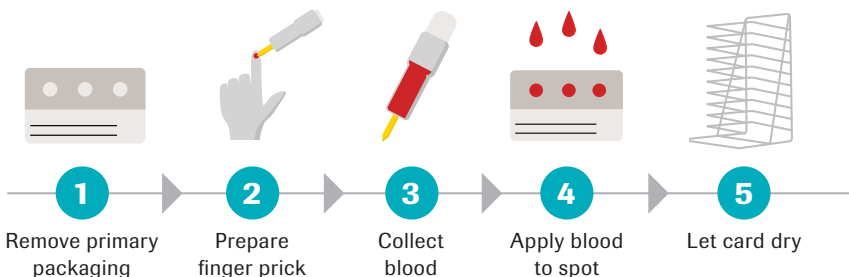 1
Remove primary
packaging
2
Prepare
finger prick
3
Collect
blood
4
Apply blood
to spot
5
Let card dry